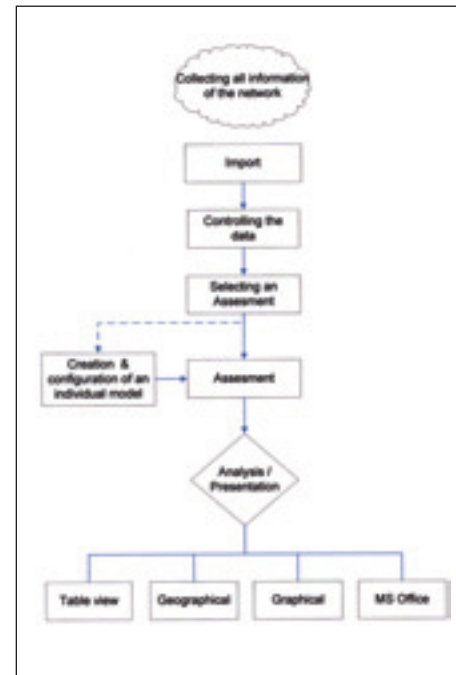 Collecting all information
of the network
Import
Controlling the
data
Selecting an
Assesment
Creation &
configuration of an
individual model
Assesment
Analysis /
Presentation
Table view
Geographical
Graphical
MS Office